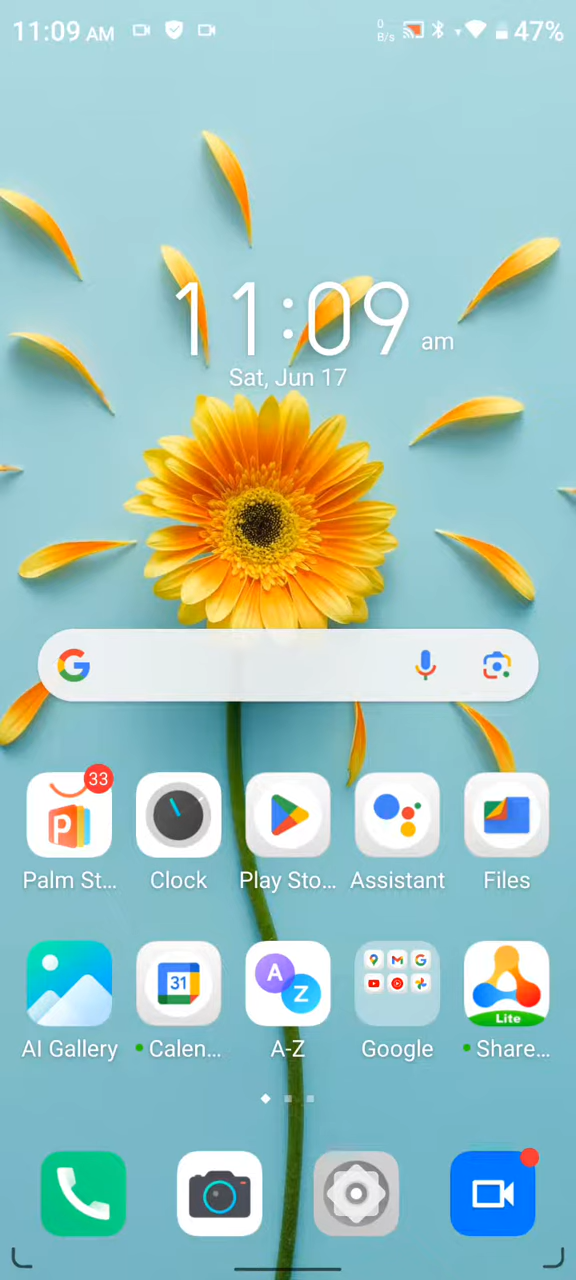 11:09 AM
0
B/s
47%
11:09 am
Sat, Jun 17
33
Palm St...
Clock
Play Sto...
Assistant
Files
31
A
Z
Lite
AI Gallery
Calen...
A-Z
Google
Share...